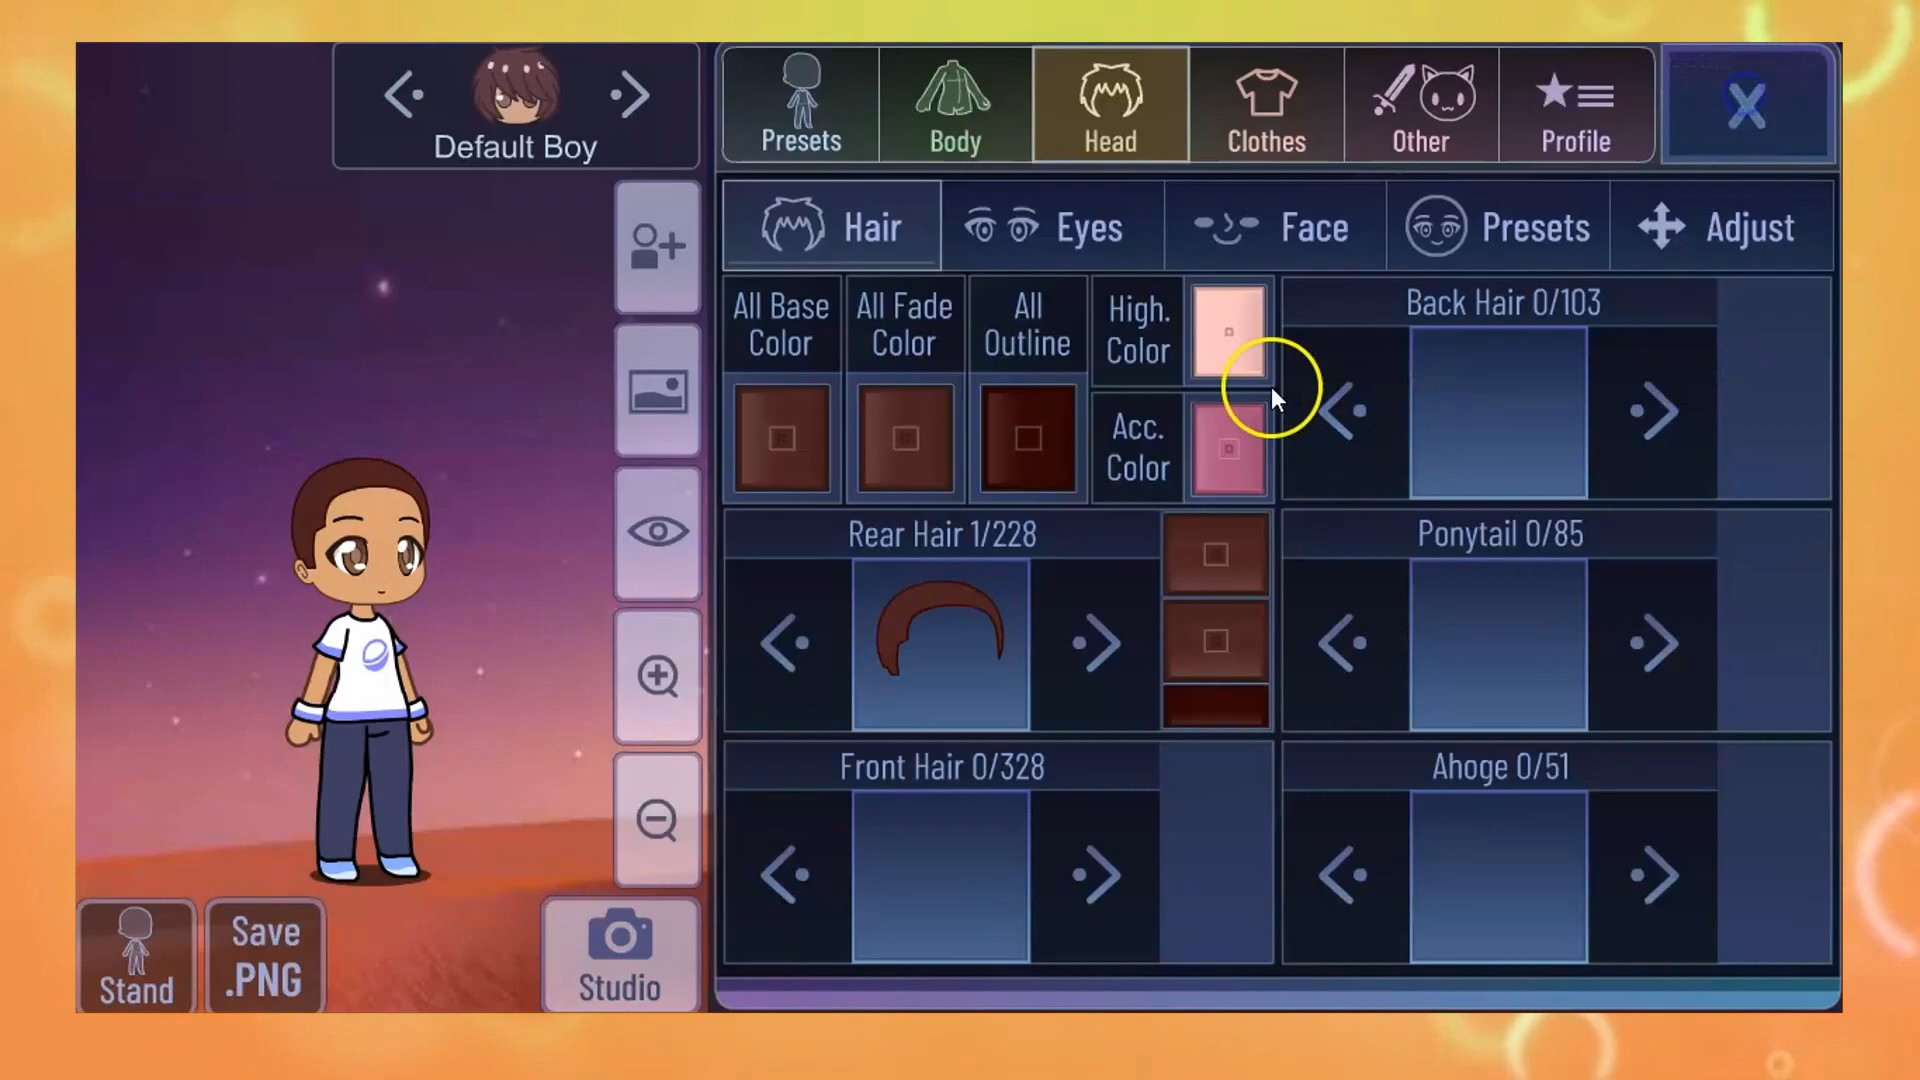 Default Boy
Presets
Body
Head
Clothes
Other
Profile
X
Hair
Eyes
Face
Presets
Adjust
All Base
Color
All Fade
Color
All
Outline
High.
Color
Acc.
Color
Back Hair 0/103
Rear Hair 1/228
Ponytail 0/85
Front Hair 0/328
Ahoge 0/51
Stand
Save
.PNG
Studio